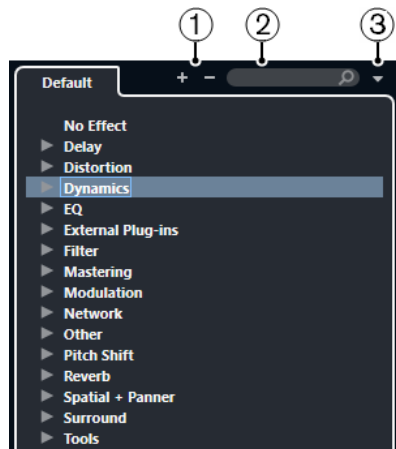 1 2 3
Default + −
No Effect
Delay
Distortion
Dynamics
EQ
External Plug-ins
Filter
Mastering
Modulation
Network
Other
Pitch Shift
Reverb
Spatial + Panner
Surround
Tools